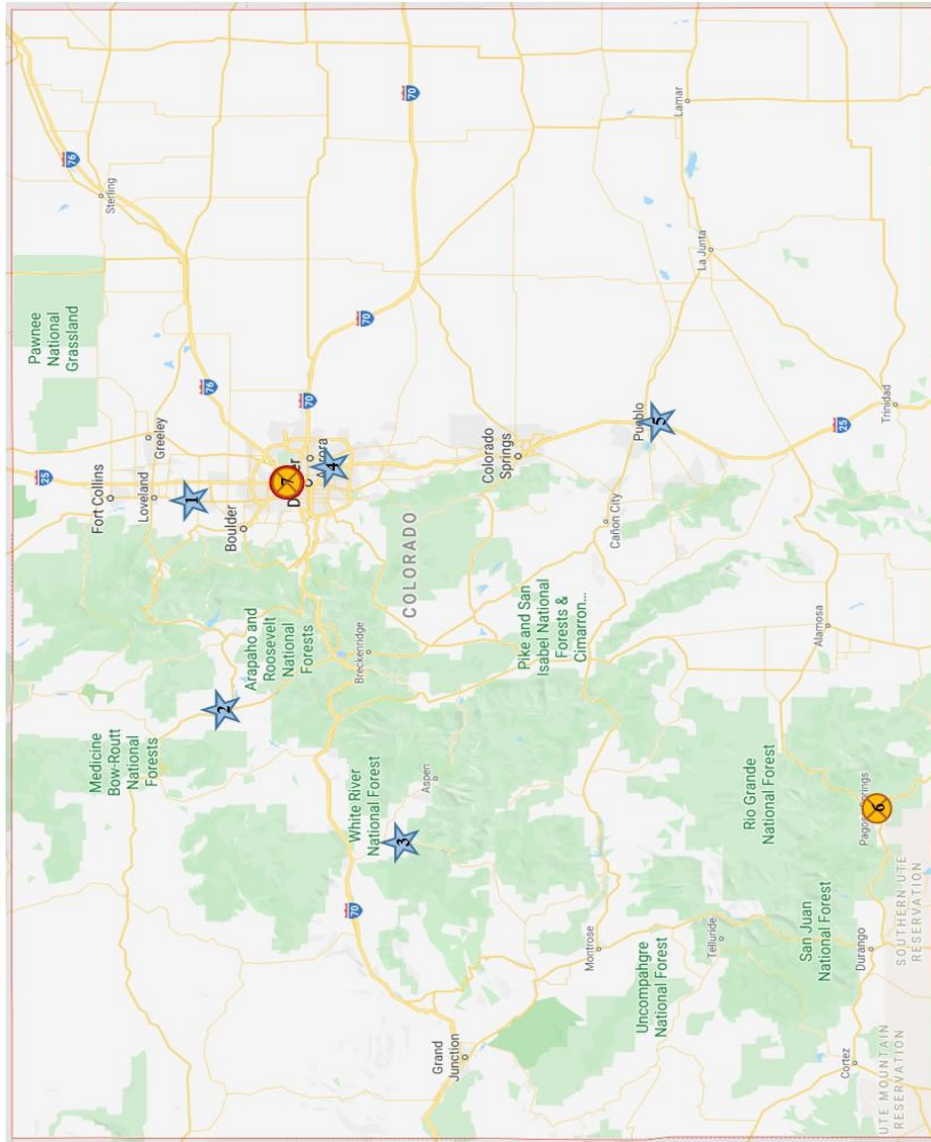 25
Pawnee
National
Grassland
76
Fort Collins
Sterling
Medicine
Bow-Routt
National
Forests
Loveland
Greeley
1
2
76
Boulder
Arapaho and
Roosevelt
National
Forests
7
70
4
70
70
Breckenridge
White River
National Forest
70
3
COLORADO
Aspen
Grand
Junction
Colorado
Springs
Pike and San
Isabel National
Forests &
Cimarron...
Montrose
Cañon City
Pueblo
5
Uncompahgre
National Forest
Lamar
La Junta
Telluride
Rio Grande
National Forest
Alamosa
25
San Juan
National Forest
Cortez
Durango
Pagosa Springs
6
Trinidad
SOUTHERN UTE
RESERVATION
UTE MOUNTAIN
RESERVATION